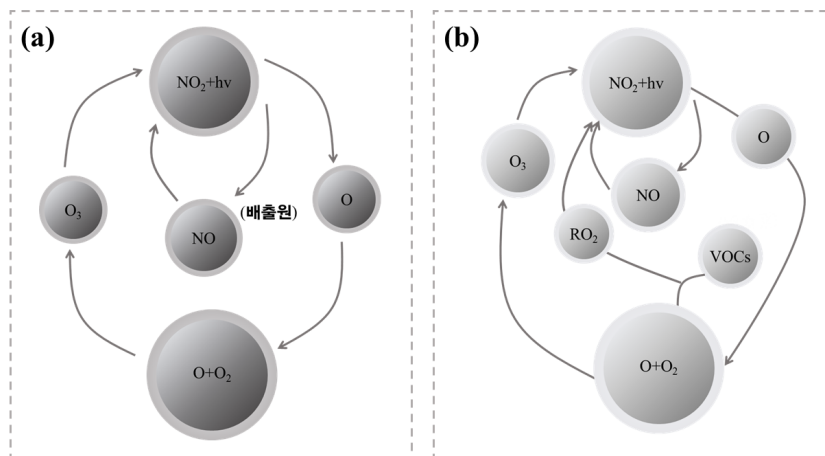 (a)
NO₂+hv
O₃
NO
(배출원)
O
O+O₂
(b)
NO₂+hv
O
O₃
NO
RO₂
VOCs
O+O₂